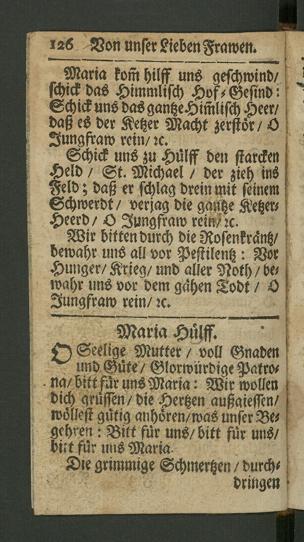 126 Von unser Lieben Frawen.
Maria kom̃ hilff uns geschwind/
schick das Himmlisch Hof-Gesind:
Schick uns das gantze Him̃lisch Heer/
daß es der Ketzer Macht zerstör/ O
Jungfraw rein/ ꝛc.
Schick uns zu Hülff den starcken
Held / St. Michael / der zieh ins
Feld; daß er schlag drein mit seinem
Schwerdt / verjag die gantze Ketzer-
Heerd / O Jungfraw rein/ ꝛc.
Wir bitten durch die Rosenkräntz/
bewahr uns all vor Pestilentz : Vor
Hunger/ Krieg/ und aller Noth/ be-
wahr uns vor dem gähen Todt / O
Jungfraw rein/ ꝛc.
Maria Hülff.
O Seelige Mutter / voll Gnaden
und Güte/ Glorwürdige Patro-
na/ bitt für uns Maria : Wir wollen
dich grüssen/ die Hertzen außgiessen/
wöllest gütig anhören/ was unser Be-
gehren : Bitt für uns/ bitt für uns/
bitt für uns Maria.
Die grimmige Schmertzen / durch-
dringen